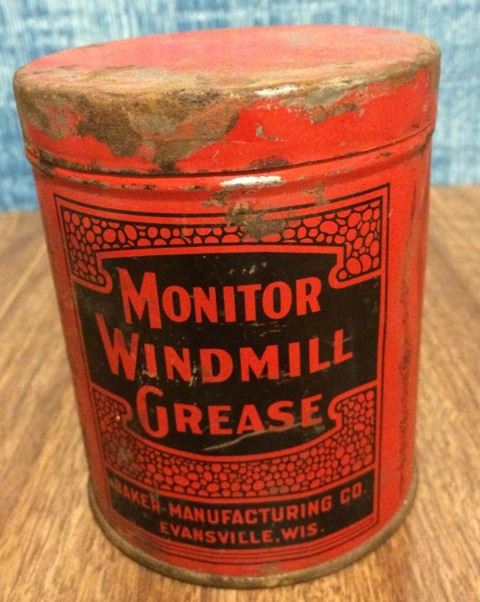 MONITOR
WINDMILL
GREASE
BAKER MANUFACTURING CO.
EVANSVILLE, WIS.